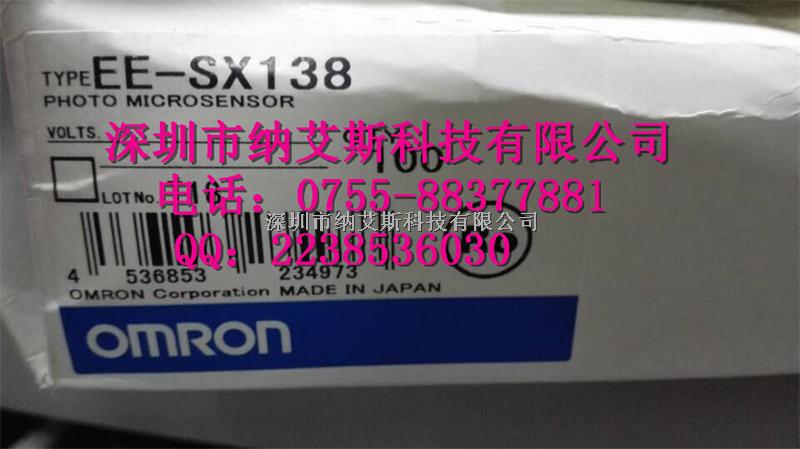 TYPE EE-SX138
PHOTO MICROSENSOR
VOLTS.
深圳市纳艾斯科技有限公司
100
LOT No.
电话：0755-88377881
深圳市纳艾斯科技有限公司
QQ：2238536030
4 536853 234973
OMRON Corporation MADE IN JAPAN
OMRON